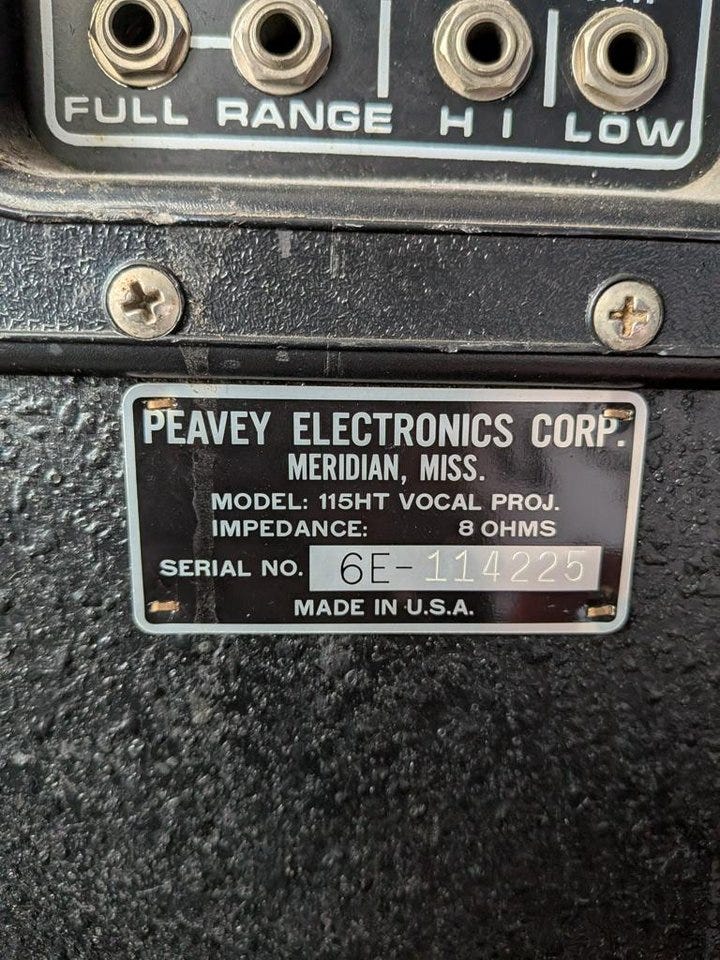 FULL RANGE HI LOW
PEAVEY ELECTRONICS CORP.
MERIDIAN, MISS.
MODEL: 115HT VOCAL PROJ.
IMPEDANCE: 8 OHMS
SERIAL NO. 6E-114225
MADE IN U.S.A.